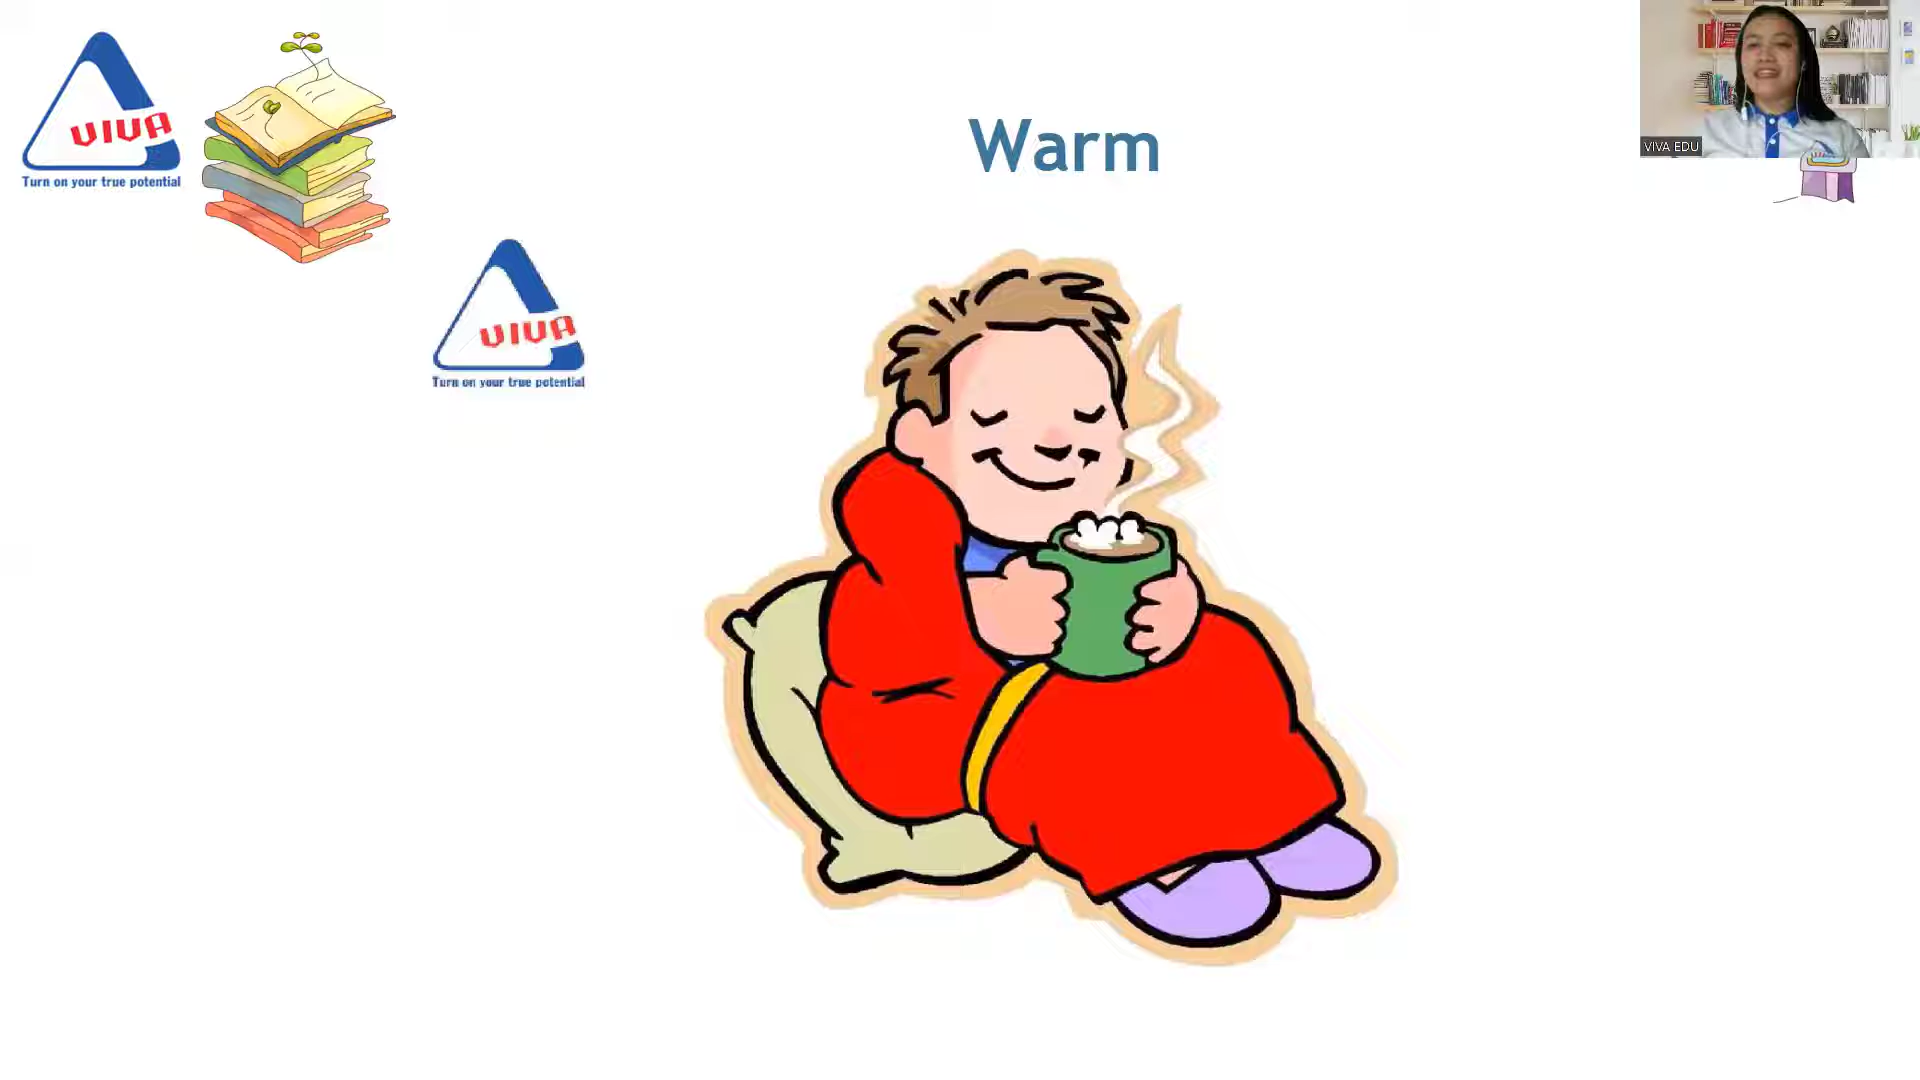 VIVA
Turn on your true potential
Warm
VIVA EDU
VIVA
Turn on your true potential